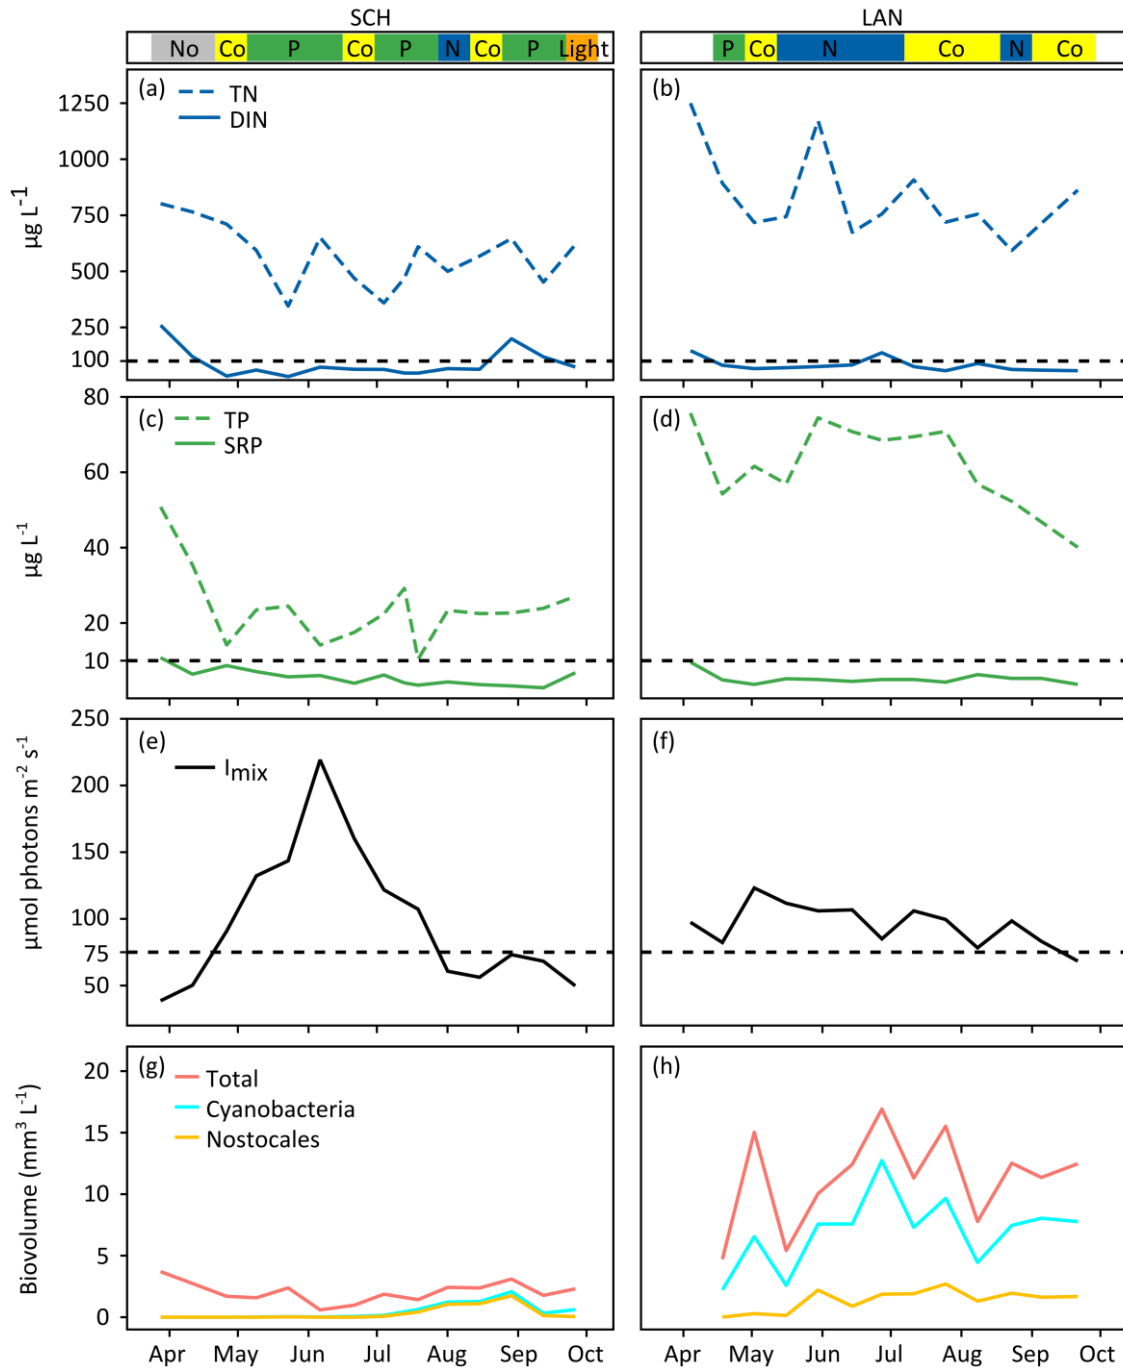 SCH LAN
No Co P Co P N Co P Light P Co N Co N Co
(a) TN
DIN
(b)
1250
1000
750
500
250
100
µg L-1
(c) TP
SRP
(d)
80
60
40
20
10
µg L-1
(e) Imix
(f)
250
200
150
100
75
50
µmol photons m-2 s-1
(g) Total
Cyanobacteria
Nostocales
(h)
20
15
10
5
0
Biovolume (mm3 L-1)
Apr May Jun Jul Aug Sep Oct Apr May Jun Jul Aug Sep Oct